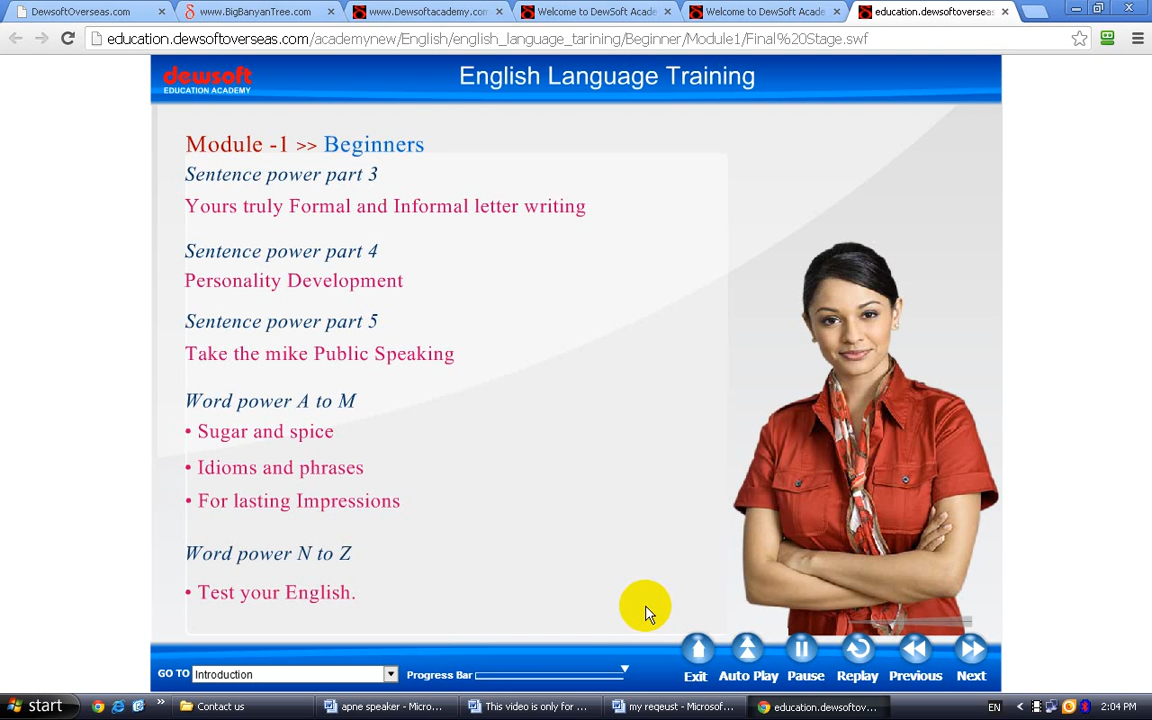 DewsoftOverseas.com
www.BigBanyanTree.com
www.Dewsoftacademy.com
Welcome to DewSoft Acade
Welcome to DewSoft Acade
education.dewsoftoverseas
education.dewsoftoverseas.com/academynew/English/english_language_tarining/Beginner/Module1/Final%20Stage.swf
dewsoft
EDUCATION ACADEMY
English Language Training
Module -1 >> Beginners
Sentence power part 3
Yours truly Formal and Informal letter writing
Sentence power part 4
Personality Development
Sentence power part 5
Take the mike Public Speaking
Word power A to M
• Sugar and spice
• Idioms and phrases
• For lasting Impressions
Word power N to Z
• Test your English.
GO TO Introduction
Progress Bar
Exit Auto Play Pause Replay Previous Next
start
Contact us
apne speaker - Micro...
This video is only for ...
my reqeust - Microsof...
education.dewsoftov...
EN
2:04 PM